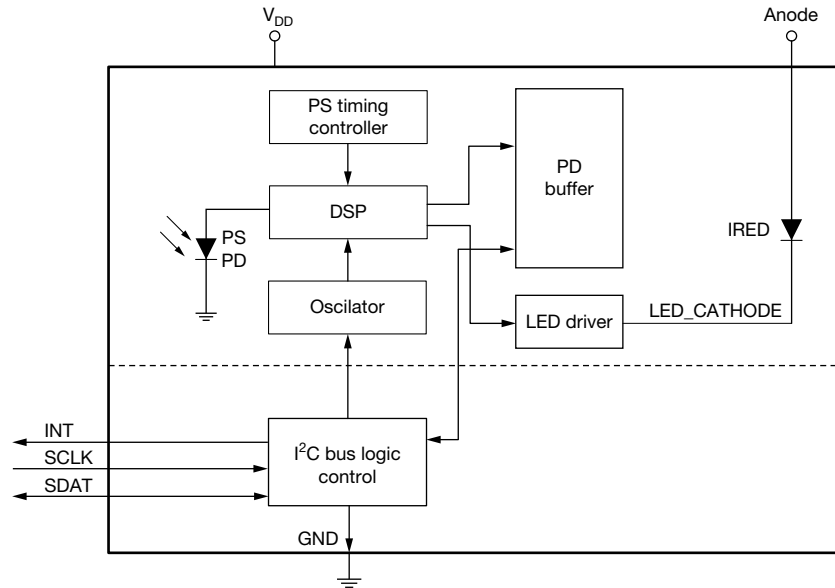 VDD
Anode
PS timing
controller
PD
buffer
DSP
PS
PD
IRED
Oscilator
LED driver
LED_CATHODE
INT
SCLK
SDAT
I²C bus logic
control
GND